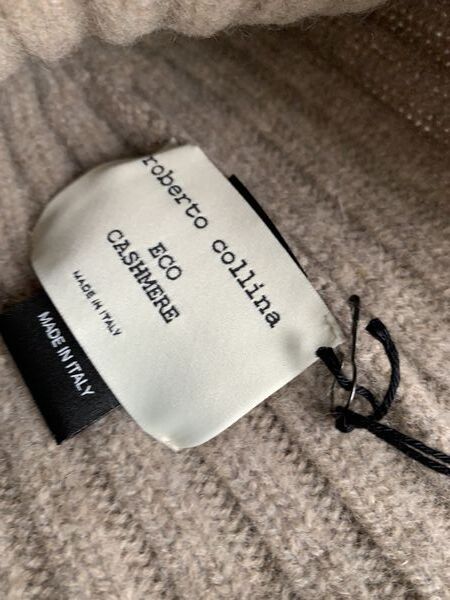 roberto collina
ECO
CASHMERE
MADE IN ITALY
MADE IN ITALY